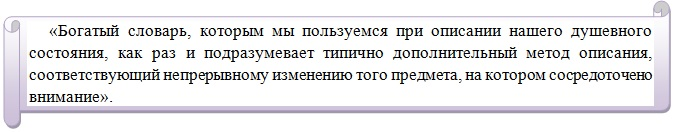 «Богатый словарь, которым мы пользуемся при описании нашего душевного
состояния, как раз и подразумевает типично дополнительный метод описания,
соответствующий непрерывному изменению того предмета, на котором сосредоточено
внимание».